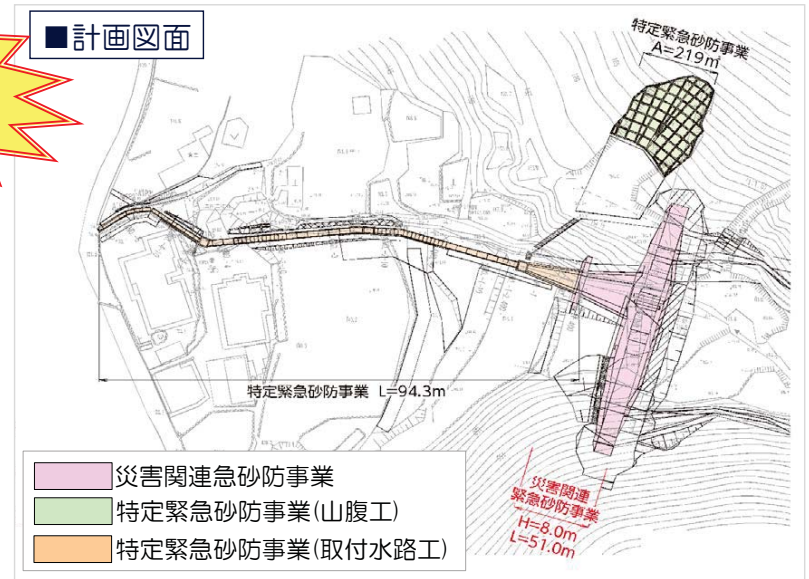 ■計画図面
特定緊急砂防事業
A=219㎡
特定緊急砂防事業 L=94.3m
災害関連
緊急砂防事業
H=8.0m
L=51.0m
災害関連急砂防事業
特定緊急砂防事業(山腹工)
特定緊急砂防事業(取付水路工)